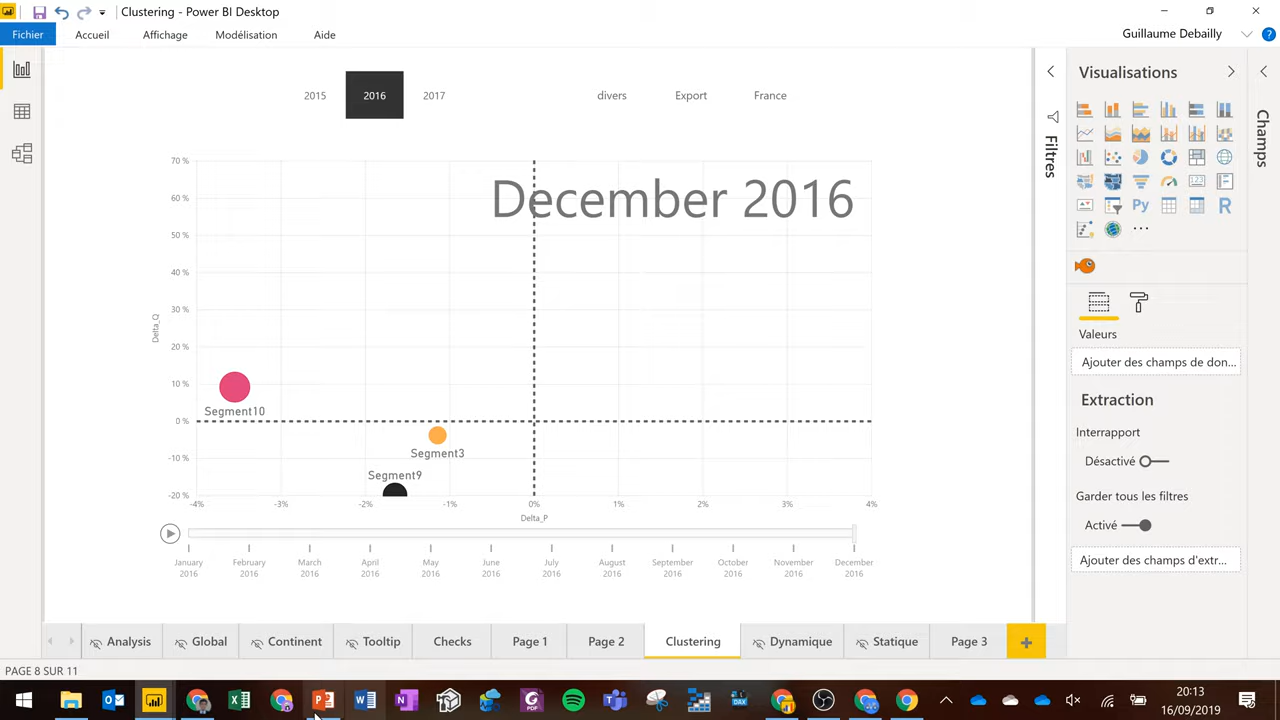 Clustering - Power BI Desktop
Fichier Accueil Affichage Modélisation Aide
Guillaume Debailly
?
2015 2016 2017 divers Export France
December 2016
70 %
60 %
50 %
40 %
30 %
20 %
10 %
0 %
-10 %
-20 %
Delta_Q
Segment10
Segment3
Segment9
-4% -3% -2% -1% 0% 1% 2% 3% 4%
Delta_P
January February March April May June July August September October November December
2016 2016 2016 2016 2016 2016 2016 2016 2016 2016 2016 2016
Filtres
Visualisations
123
Py
R
Valeurs
Ajouter des champs de don...
Extraction
Interrapport
Désactivé
Garder tous les filtres
Activé
Ajouter des champs d'extr...
Champs
Analysis Global Continent Tooltip Checks Page 1 Page 2 Clustering Dynamique Statique Page 3 +
PAGE 8 SUR 11
20:13
16/09/2019